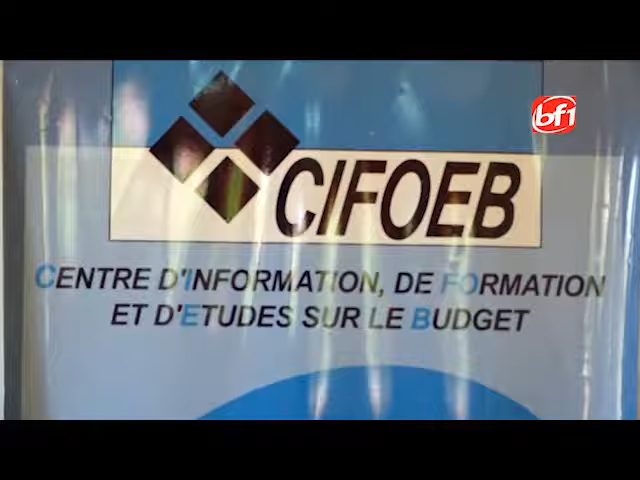 bf1
CIFOEB
CENTRE D'INFORMATION, DE FORMATION
ET D'ETUDES SUR LE BUDGET